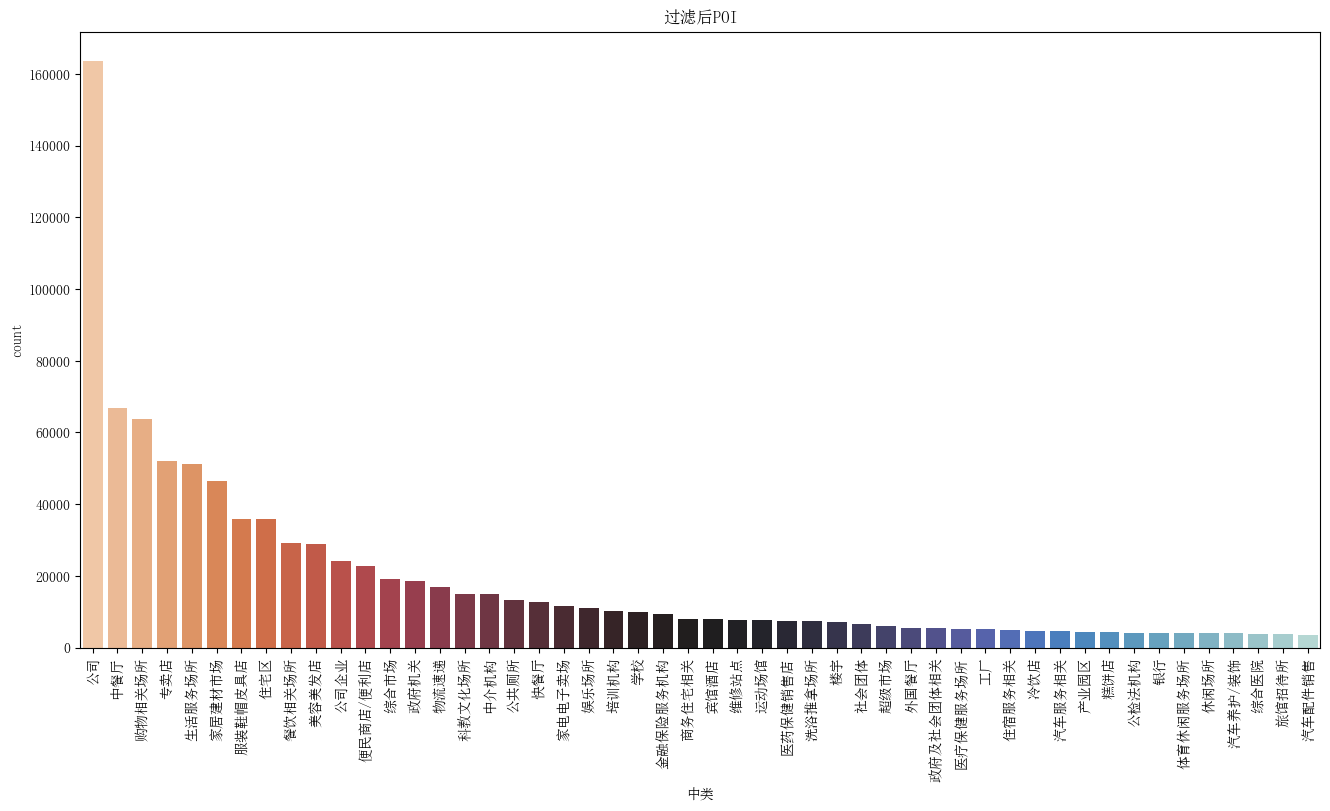 过滤后POI
count
160000
140000
120000
100000
80000
60000
40000
20000
0
公司
中餐厅
购物相关场所
专卖店
生活服务场所
家居建材市场
服装鞋帽皮具店
住宅区
餐饮相关场所
美容美发店
公司企业
便民商店/便利店
综合市场
政府机关
物流速递
科教文化场所
中介机构
公共厕所
快餐厅
家电电子卖场
娱乐场所
培训机构
学校
金融保险服务机构
商务住宅相关
宾馆酒店
维修站点
运动场馆
医药保健销售店
洗浴推拿场所
楼宇
社会团体
超级市场
外国餐厅
政府及社会团体相关
医疗保健服务场所
工厂
住宿服务相关
冷饮店
汽车服务相关
产业园区
糕饼店
公检法机构
银行
体育休闲服务场所
休闲场所
汽车养护/装饰
综合医院
旅馆招待所
汽车配件销售